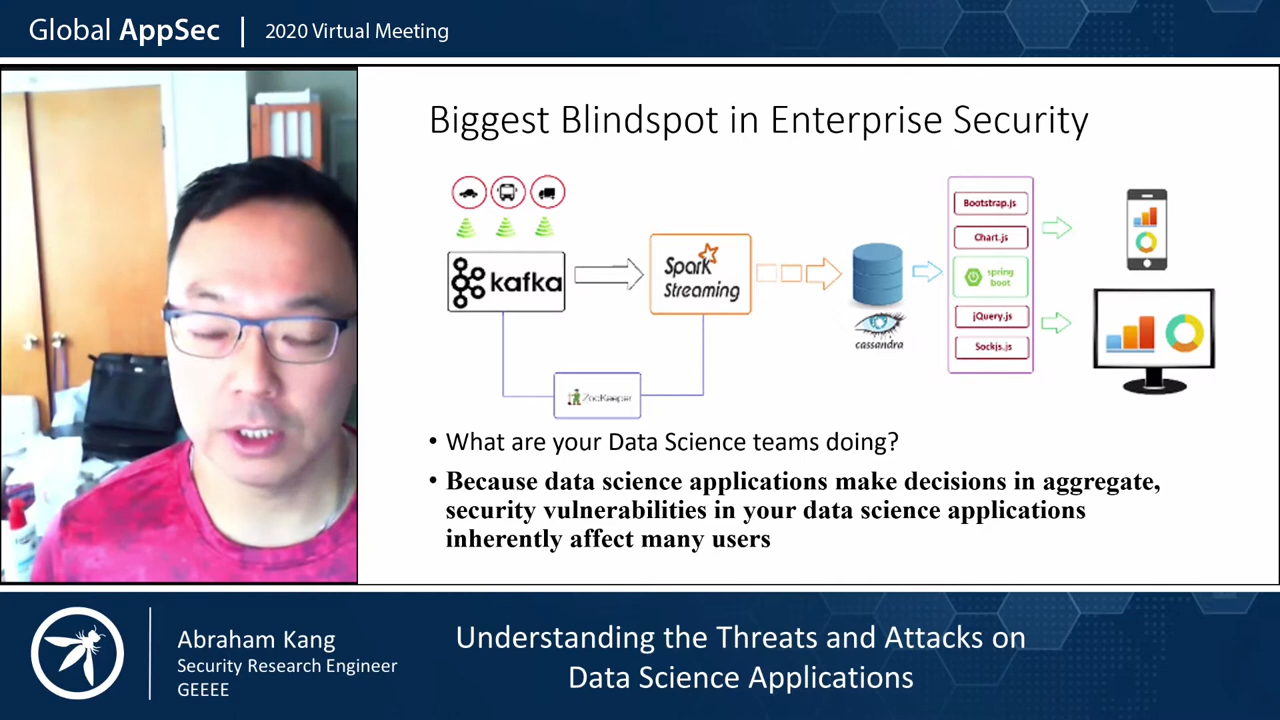 Global AppSec | 2020 Virtual Meeting
Biggest Blindspot in Enterprise Security
kafka
Spark
Streaming
ZooKeeper
cassandra
Bootstrap.js
Chart.js
spring
boot
jQuery.js
Sockjs.js
• What are your Data Science teams doing?
• Because data science applications make decisions in aggregate,
security vulnerabilities in your data science applications
inherently affect many users
Abraham Kang
Security Research Engineer
GEEEE
Understanding the Threats and Attacks on
Data Science Applications